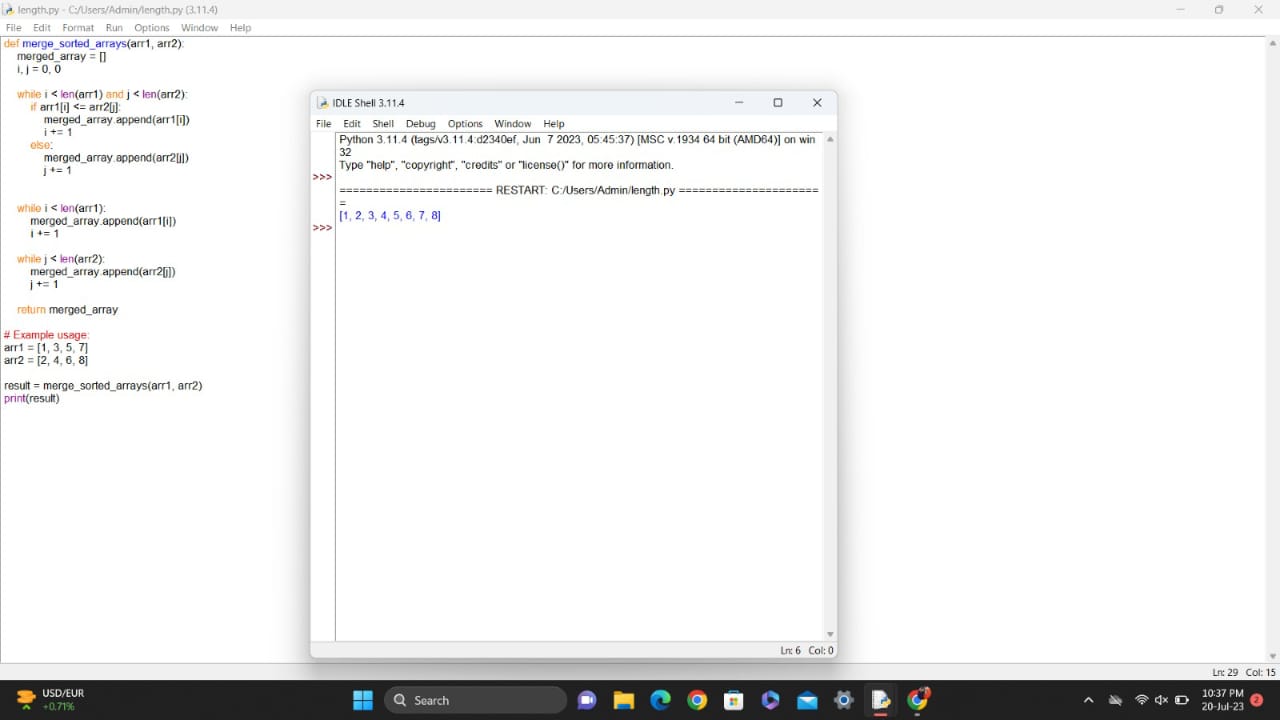 length.py - C:/Users/Admin/length.py (3.11.4)
File Edit Format Run Options Window Help
def merge_sorted_arrays(arr1, arr2):
    merged_array = []
    i, j = 0, 0

    while i < len(arr1) and j < len(arr2):
        if arr1[i] <= arr2[j]:
            merged_array.append(arr1[i])
            i += 1
        else:
            merged_array.append(arr2[j])
            j += 1

    while i < len(arr1):
        merged_array.append(arr1[i])
        i += 1

    while j < len(arr2):
        merged_array.append(arr2[j])
        j += 1

    return merged_array

# Example usage:
arr1 = [1, 3, 5, 7]
arr2 = [2, 4, 6, 8]

result = merge_sorted_arrays(arr1, arr2)
print(result)
IDLE Shell 3.11.4
File Edit Shell Debug Options Window Help
Python 3.11.4 (tags/v3.11.4:d2340ef, Jun  7 2023, 05:45:37) [MSC v.1934 64 bit (AMD64)] on win
32
Type "help", "copyright", "credits" or "license()" for more information.
>>>
======================= RESTART: C:/Users/Admin/length.py =====================
=
[1, 2, 3, 4, 5, 6, 7, 8]
>>>
Ln: 6 Col: 0
Ln: 29 Col: 15
USD/EUR
+0.71%
Search
10:37 PM
20-Jul-23
2